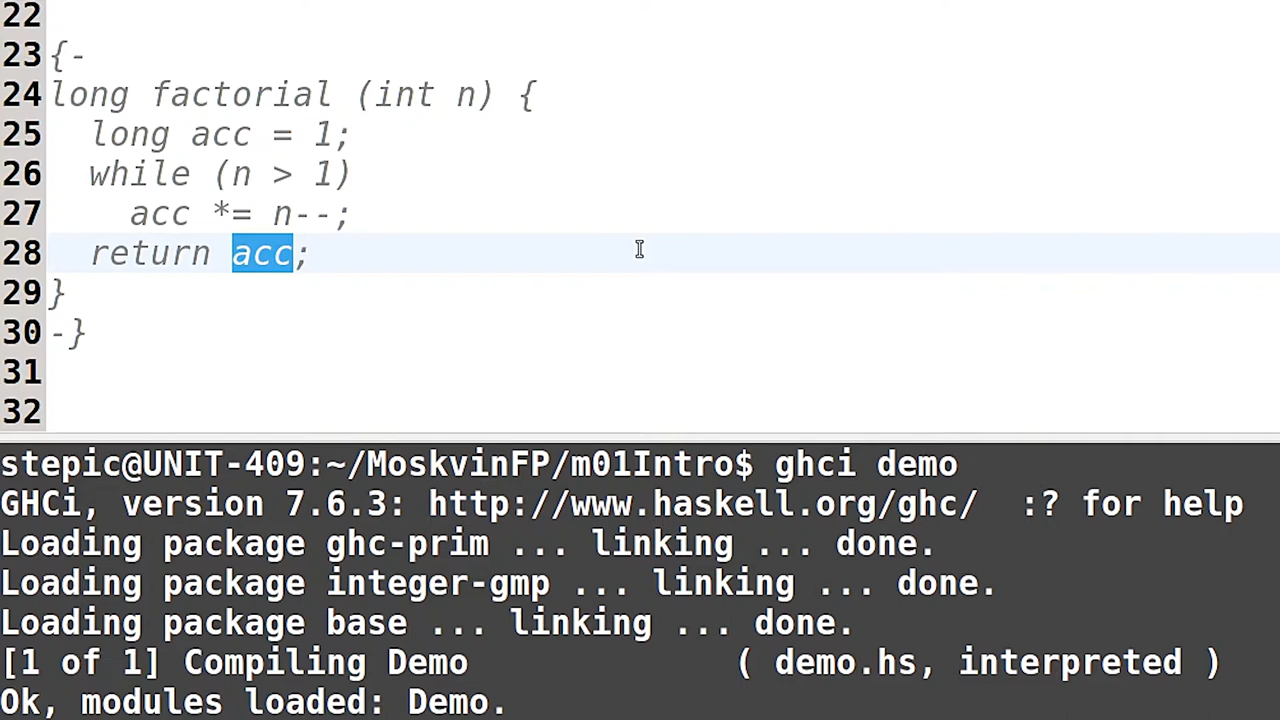 22
23 {-
24 long factorial (int n) {
25   long acc = 1;
26   while (n > 1)
27     acc *= n--;
28   return acc;
29 }
30 -}
31
32
stepic@UNIT-409:~/MoskvinFP/m01Intro$ ghci demo
GHCi, version 7.6.3: http://www.haskell.org/ghc/  :? for help
Loading package ghc-prim ... linking ... done.
Loading package integer-gmp ... linking ... done.
Loading package base ... linking ... done.
[1 of 1] Compiling Demo             ( demo.hs, interpreted )
Ok, modules loaded: Demo.